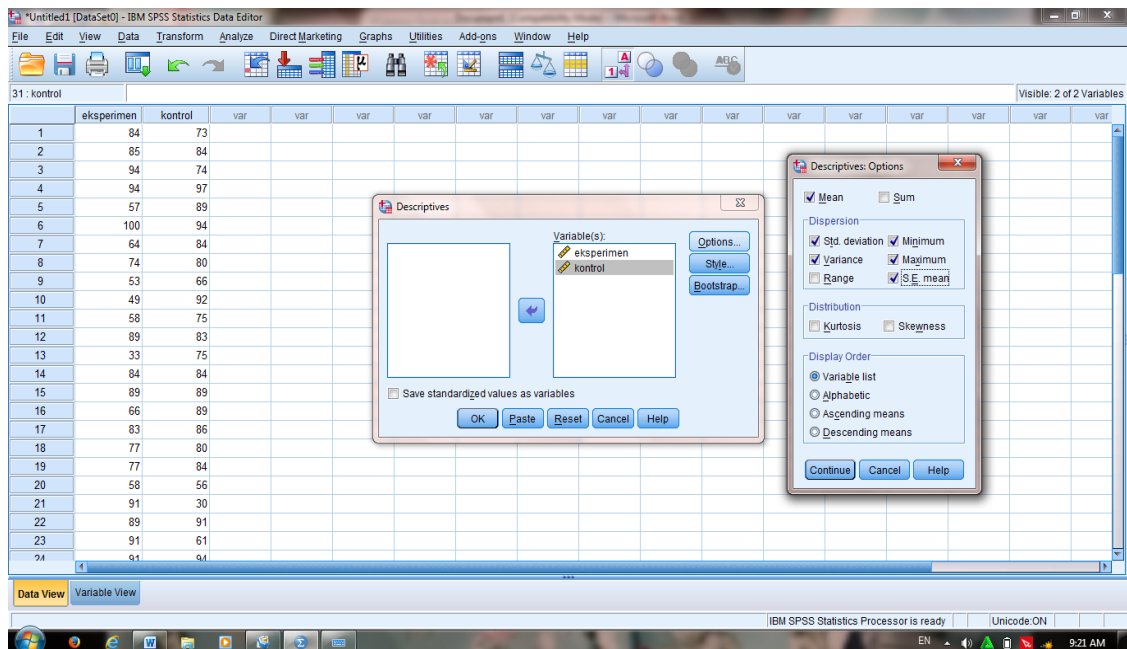 *Untitled1 [DataSet0] - IBM SPSS Statistics Data Editor
File Edit View Data Transform Analyze Direct Marketing Graphs Utilities Add-ons Window Help
31 : kontrol
Visible: 2 of 2 Variables
eksperimen kontrol var var var var var var var var var var var var var var var
1 84 73
2 85 84
3 94 74
4 94 97
5 57 89
6 100 94
7 64 84
8 74 80
9 53 66
10 49 92
11 58 75
12 89 83
13 33 75
14 84 84
15 89 89
16 66 89
17 83 86
18 77 80
19 77 84
20 58 56
21 91 30
22 89 91
23 91 61
24 91 94
Descriptives
Variable(s):
eksperimen
kontrol
Options...
Style...
Bootstrap...
Save standardized values as variables
OK Paste Reset Cancel Help
Descriptives: Options
Mean Sum
Dispersion
Std. deviation Minimum
Variance Maximum
Range S.E. mean
Distribution
Kurtosis Skewness
Display Order
Variable list
Alphabetic
Ascending means
Descending means
Continue Cancel Help
Data View Variable View
IBM SPSS Statistics Processor is ready Unicode:ON
EN 9:21 AM